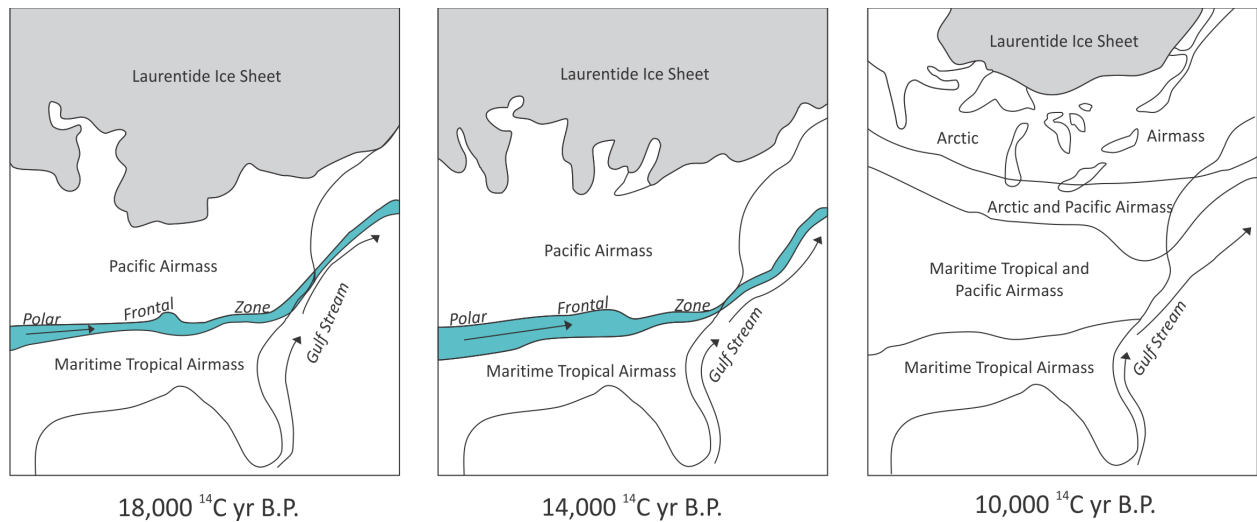 Laurentide Ice Sheet
Pacific Airmass
Polar Frontal Zone
Gulf Stream
Maritime Tropical Airmass
18,000 ¹⁴C yr B.P.
Laurentide Ice Sheet
Pacific Airmass
Polar Frontal Zone
Gulf Stream
Maritime Tropical Airmass
14,000 ¹⁴C yr B.P.
Laurentide Ice Sheet
Arctic Airmass
Arctic and Pacific Airmass
Maritime Tropical and
Pacific Airmass
Gulf Stream
Maritime Tropical Airmass
10,000 ¹⁴C yr B.P.